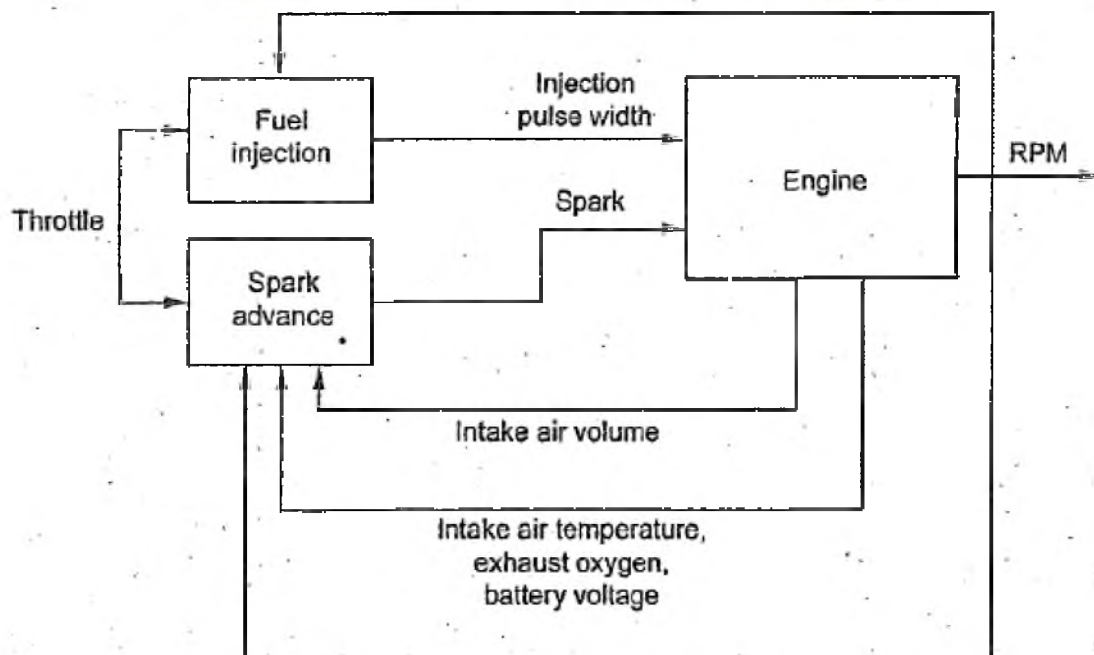 Fuel
injection
Injection
pulse width
Engine
RPM
Throttle
Spark
Spark
advance
Intake air volume
Intake air temperature,
exhaust oxygen,
battery voltage